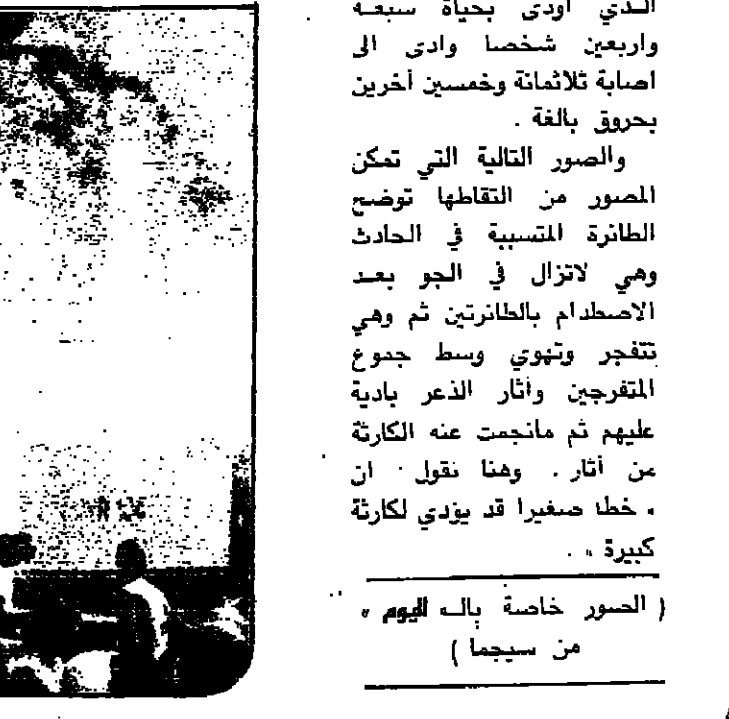 الذي اودى بحياة سبعة
واربعين شخصا وادى الى
اصابة ثلاثمائة وخمسين أخرين
بحروق بالغة .
والصور التالية التي تمكن
المصور من التقاطها توضح
الطائرة المتسببة في الحادث
وهي لاتزال في الجو بعد
الاصطدام بالطائرتين ثم وهي
تتفجر وتهوي وسط جموع
المتفرجين وأثار الذعر بادية
عليهم ثم مانجمت عنه الكارثة
من أثار . وهنا نقول : ان
« خطا صغيرا قد يؤدي لكارثة
كبيرة » .
( الصور خاصة بالـ اليوم »
من سيجما )